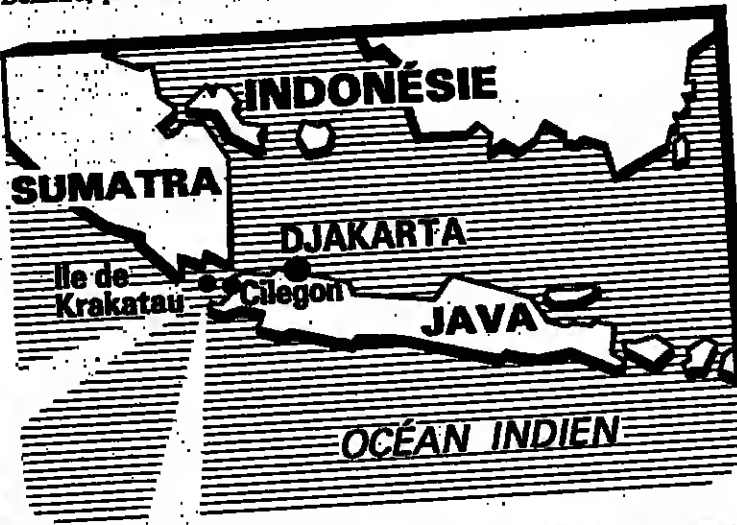 INDONÉSIE
SUMATRA
DJAKARTA
Ile de
Krakatau
Cilegon
JAVA
OCÉAN INDIEN